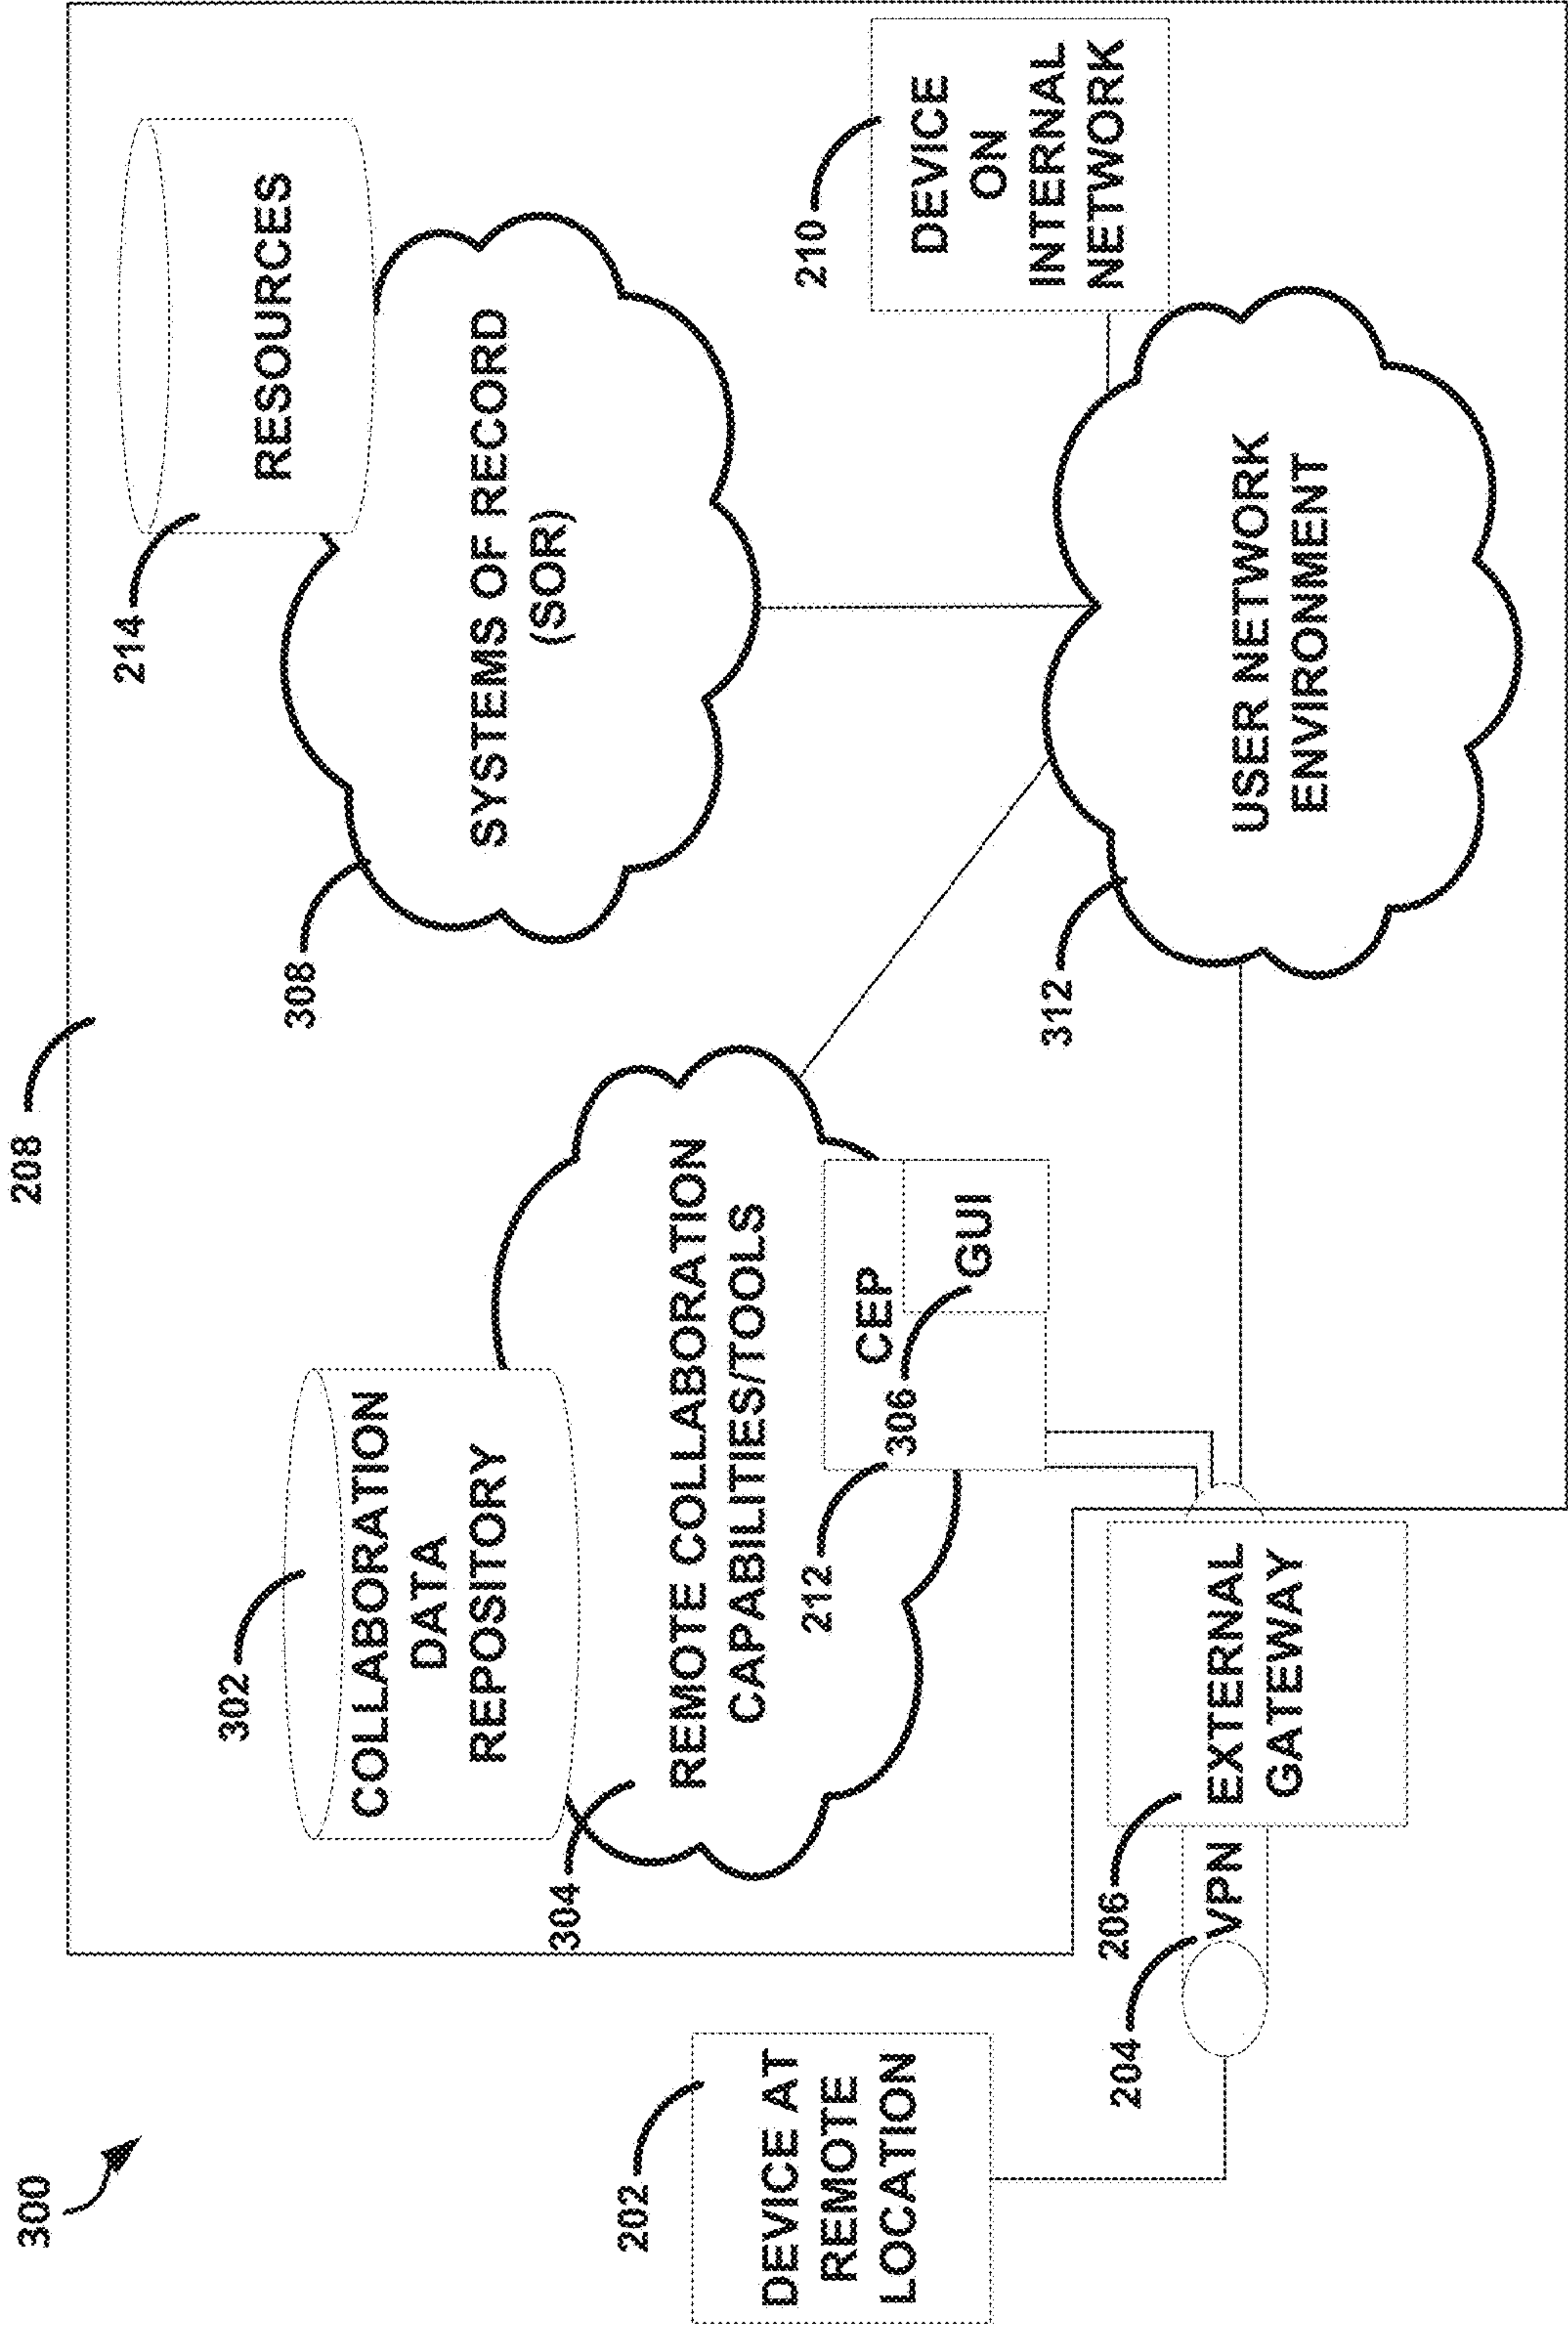 300
208
302
COLLABORATION
DATA
REPOSITORY
304
REMOTE COLLABORATION
CAPABILITIES/TOOLS
212
CEP
306
GUI
214
RESOURCES
308
SYSTEMS OF RECORD
(SOR)
202
DEVICE AT
REMOTE
LOCATION
204
VPN
206
EXTERNAL
GATEWAY
312
USER NETWORK
ENVIRONMENT
210
DEVICE
ON
INTERNAL
NETWORK